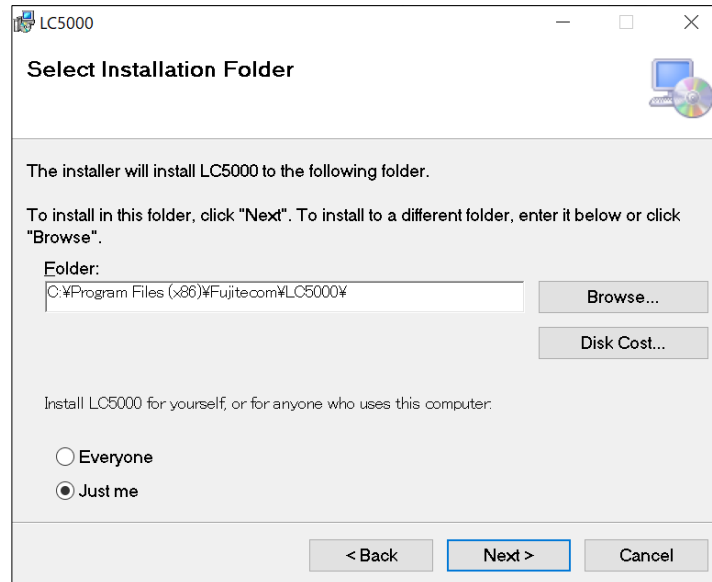 LC5000
Select Installation Folder
The installer will install LC5000 to the following folder.
To install in this folder, click "Next". To install to a different folder, enter it below or click
"Browse".
Folder:
C:¥Program Files (x86)¥Fujitecom¥LC5000¥
Browse...
Disk Cost...
Install LC5000 for yourself, or for anyone who uses this computer:
Everyone
Just me
< Back
Next >
Cancel